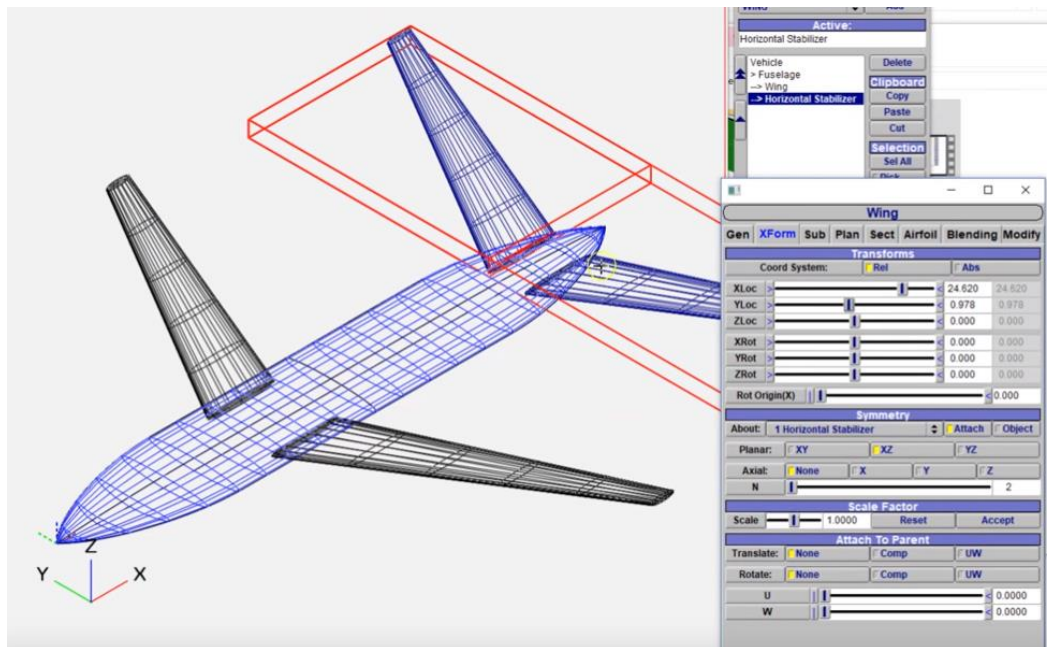 WING Add
Active:
Horizontal Stabilizer
Vehicle Delete
> Fuselage Clipboard
--> Wing Copy
--> Horizontal Stabilizer Paste
Cut
Selection
Sel All
Pick
Wing
Gen XForm Sub Plan Sect Airfoil Blending Modify
Transforms
Coord System: Rel Abs
XLoc > < 24.620 24.620
YLoc > < 0.978 0.978
ZLoc > < 0.000 0.000
XRot > < 0.000 0.000
YRot > < 0.000 0.000
ZRot > < 0.000 0.000
Rot Origin(X) | < 0.000
Symmetry
About: 1 Horizontal Stabilizer Attach Object
Planar: XY XZ YZ
Axial: None X Y Z
N 2
Scale Factor
Scale 1.0000 Reset Accept
Attach To Parent
Translate: None Comp UW
Rotate: None Comp UW
U | < 0.0000
W | < 0.0000
Z
Y X